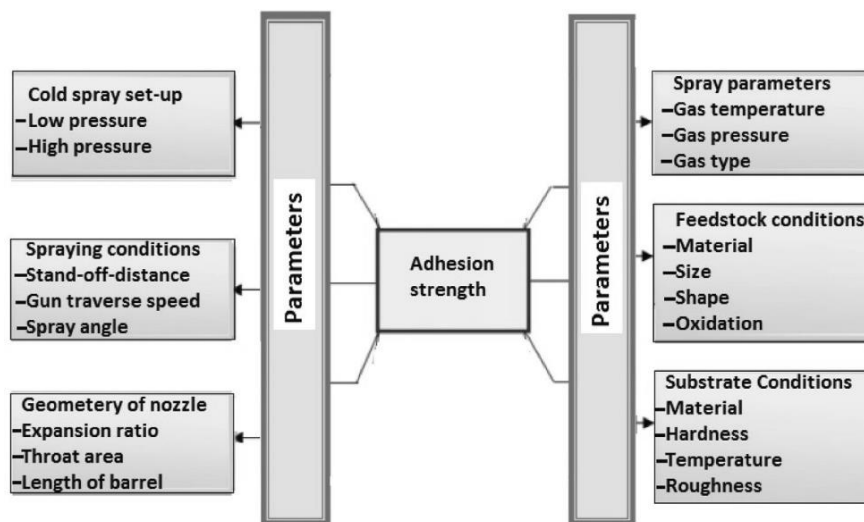 Cold spray set-up
–Low pressure
–High pressure
Spraying conditions
–Stand-off-distance
–Gun traverse speed
–Spray angle
Geometery of nozzle
–Expansion ratio
–Throat area
–Length of barrel
Parameters
Adhesion
strength
Parameters
Spray parameters
–Gas temperature
–Gas pressure
–Gas type
Feedstock conditions
–Material
–Size
–Shape
–Oxidation
Substrate Conditions
–Material
–Hardness
–Temperature
–Roughness